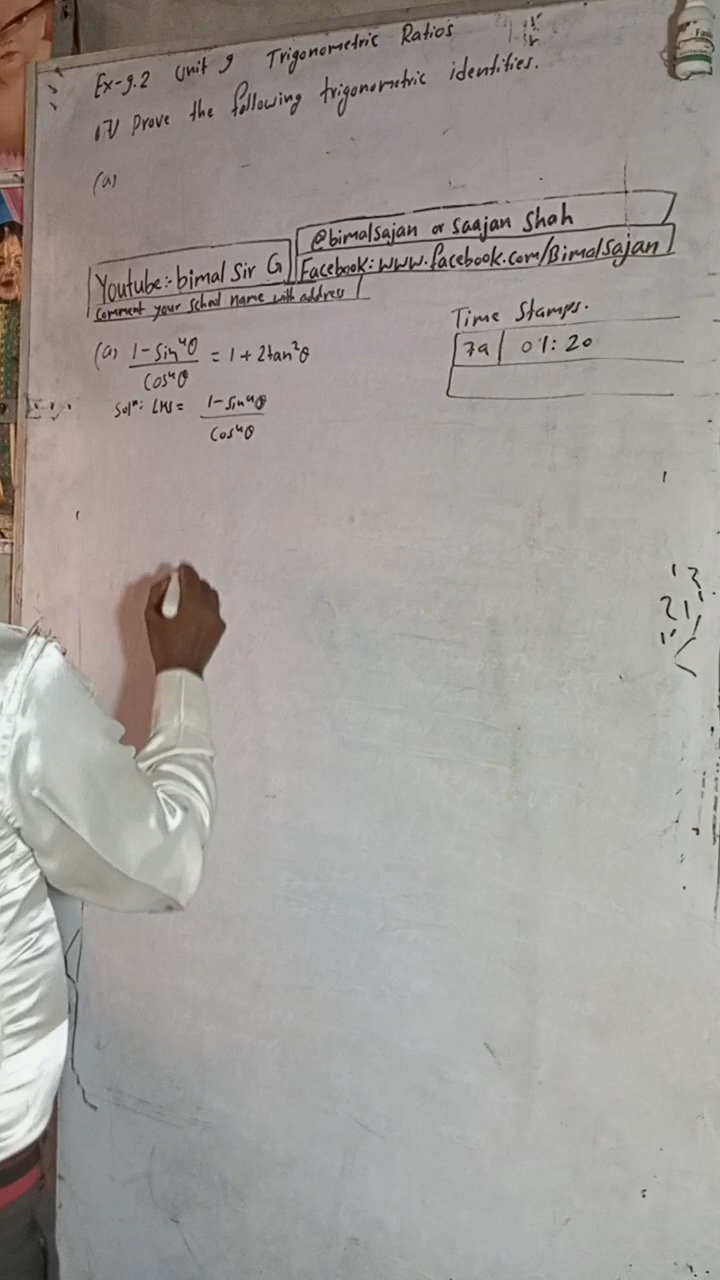 Ex-9.2 Unit 9 Trigonometric Ratios
Prove the following trigonometric identities.
(a)
@bimalsajan or Saajan Shah
Youtube:- bimal Sir G
Facebook: www.facebook.com/BimalSajan
Comment your School name with address
Time Stamps.
7a 01:20
(a) 1-Sin⁴θ/Cos⁴θ = 1 + 2tan²θ
Solⁿ: LHS = 1-Sin⁴θ/Cos⁴θ